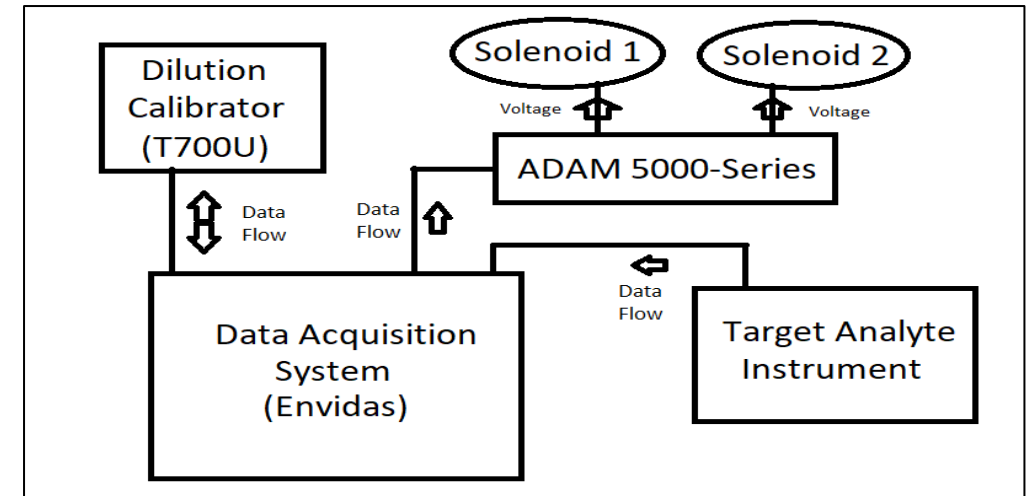 Dilution
Calibrator
(T700U)
Solenoid 1
Solenoid 2
Voltage
Voltage
ADAM 5000-Series
Data
Flow
Data
Flow
Data
Flow
Data Acquisition
System
(Envidas)
Target Analyte
Instrument